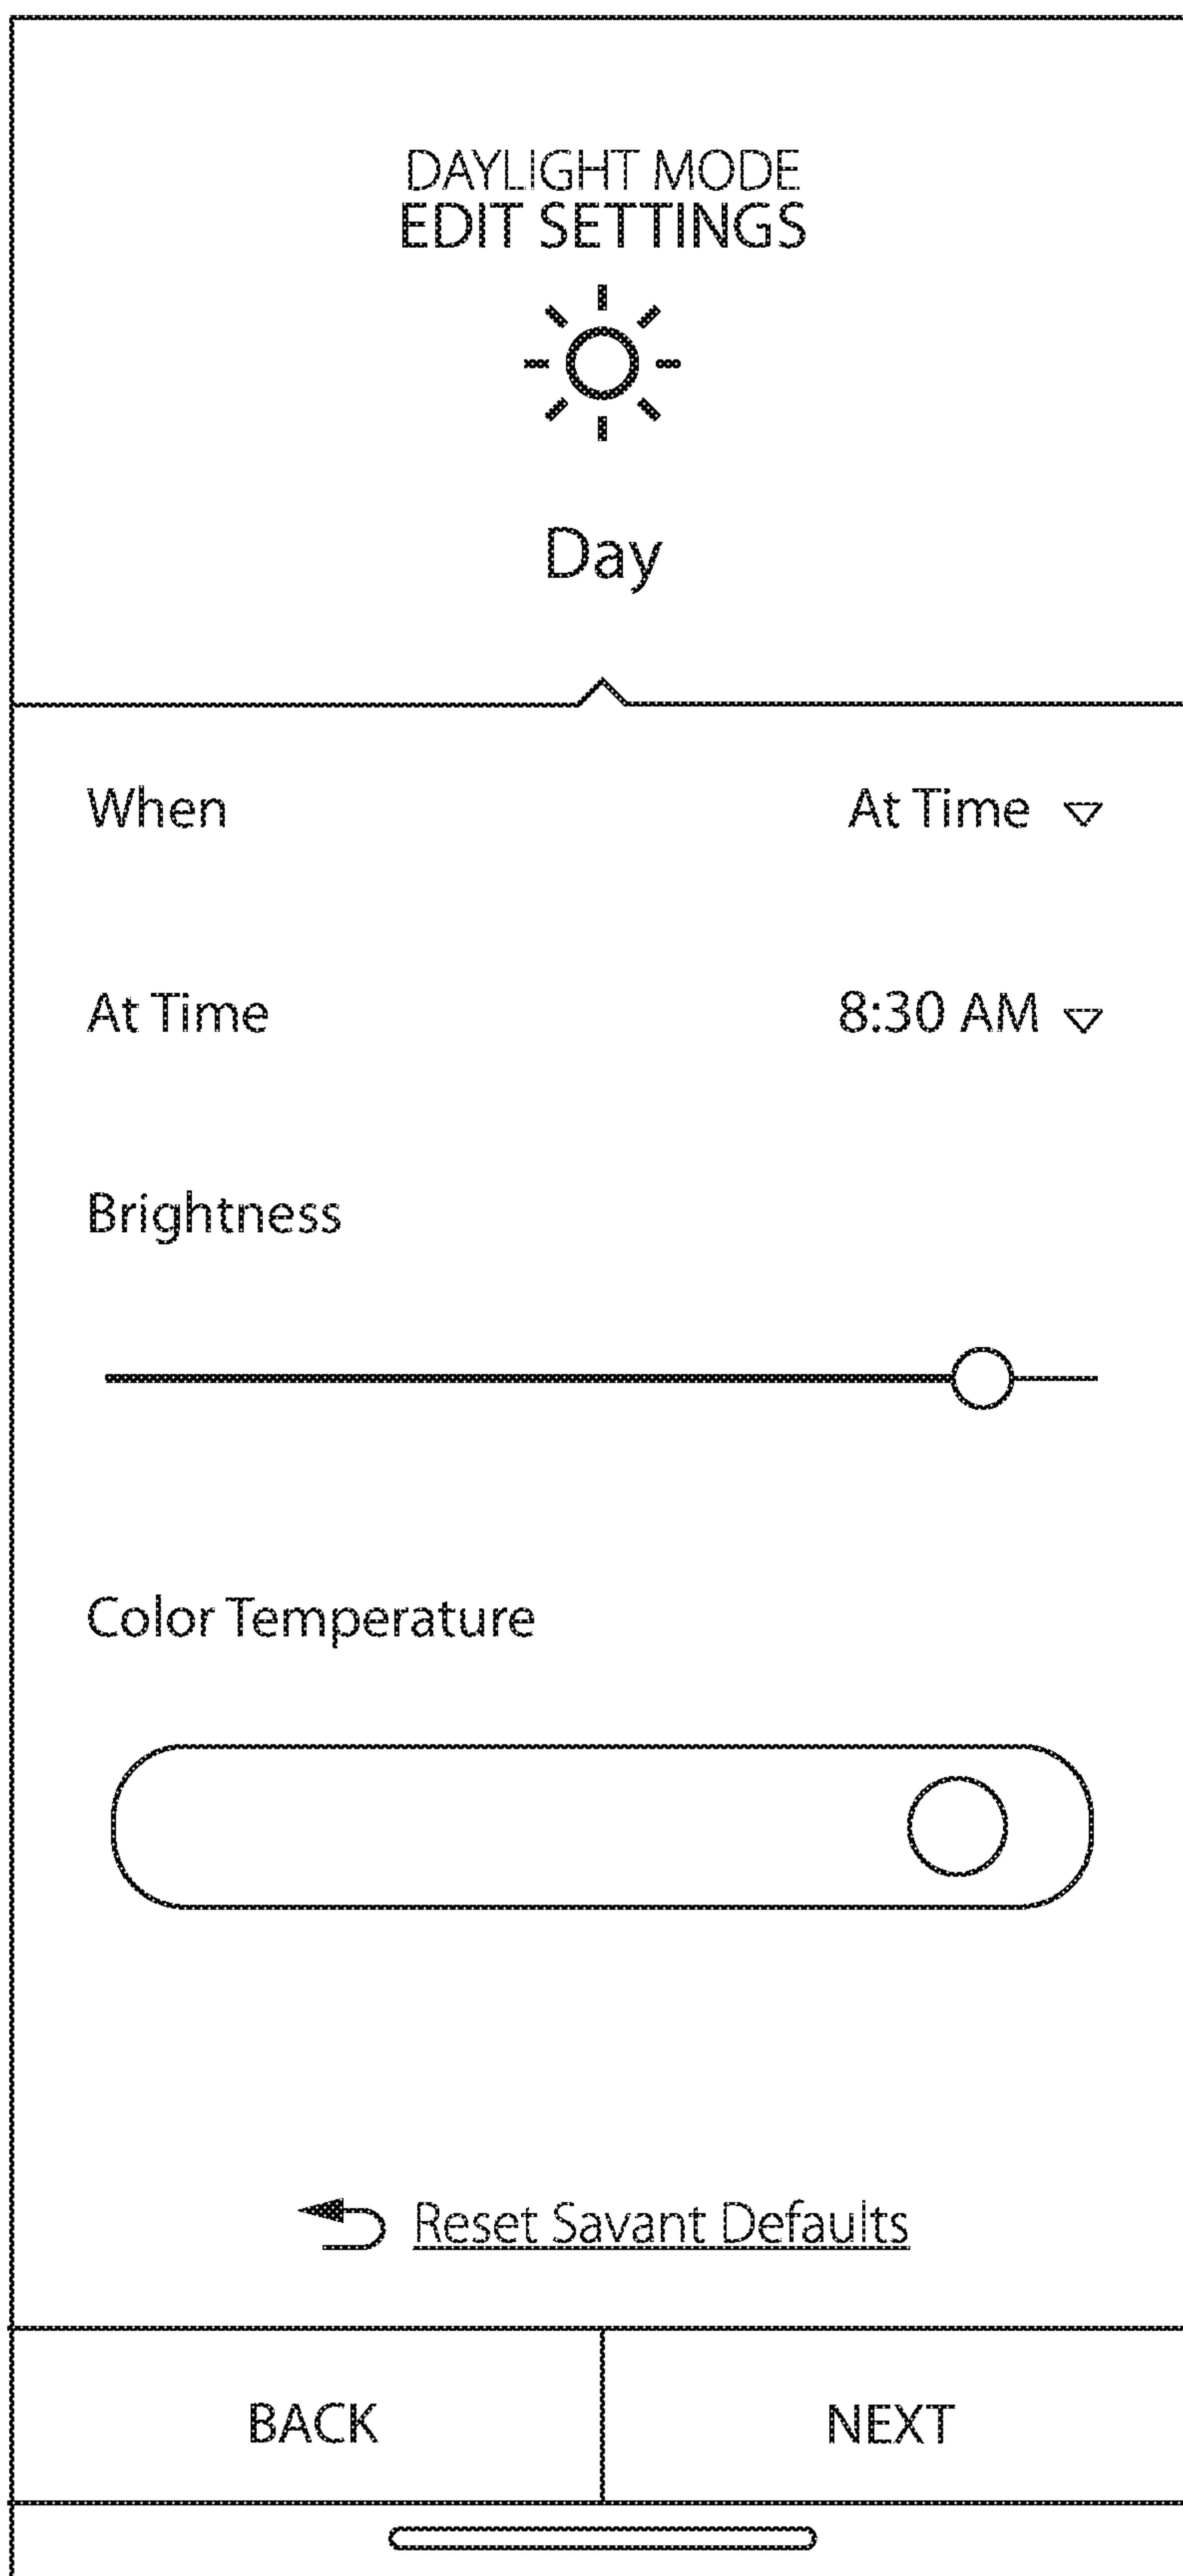 DAYLIGHT MODE
EDIT SETTINGS
Day
When At Time
At Time 8:30 AM
Brightness
Color Temperature
Reset Savant Defaults
BACK NEXT